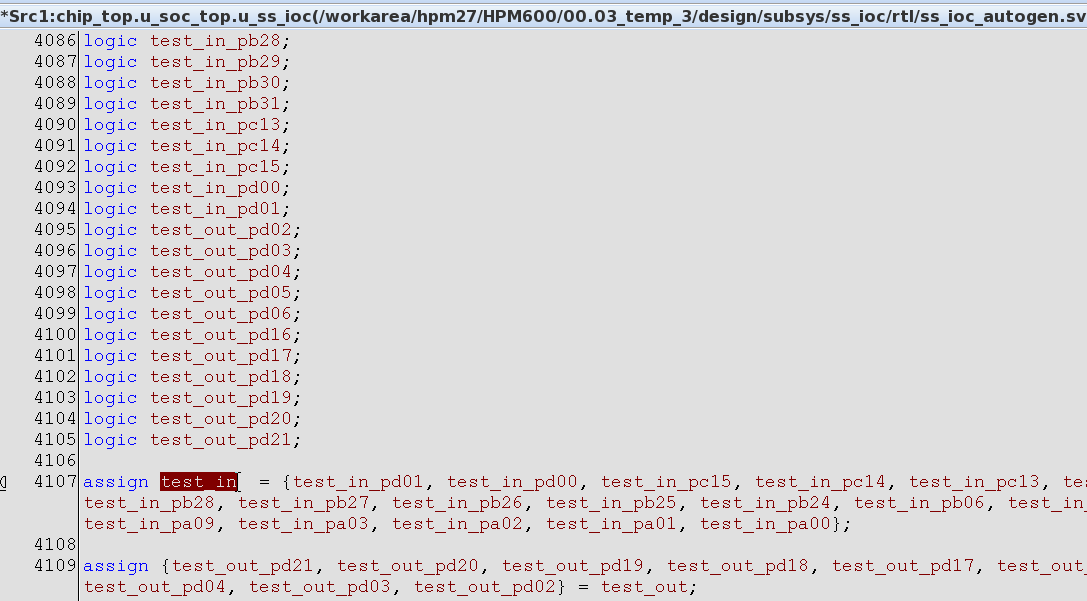 *Src1:chip_top.u_soc_top.u_ss_ioc(/workarea/hpm27/HPM600/00.03_temp_3/design/subsys/ss_ioc/rtl/ss_ioc_autogen.sv
4086 logic test_in_pb28;
4087 logic test_in_pb29;
4088 logic test_in_pb30;
4089 logic test_in_pb31;
4090 logic test_in_pc13;
4091 logic test_in_pc14;
4092 logic test_in_pc15;
4093 logic test_in_pd00;
4094 logic test_in_pd01;
4095 logic test_out_pd02;
4096 logic test_out_pd03;
4097 logic test_out_pd04;
4098 logic test_out_pd05;
4099 logic test_out_pd06;
4100 logic test_out_pd16;
4101 logic test_out_pd17;
4102 logic test_out_pd18;
4103 logic test_out_pd19;
4104 logic test_out_pd20;
4105 logic test_out_pd21;
4106
4107 assign test_in = {test_in_pd01, test_in_pd00, test_in_pc15, test_in_pc14, test_in_pc13, te
test_in_pb28, test_in_pb27, test_in_pb26, test_in_pb25, test_in_pb24, test_in_pb06, test_in_
test_in_pa09, test_in_pa03, test_in_pa02, test_in_pa01, test_in_pa00};
4108
4109 assign {test_out_pd21, test_out_pd20, test_out_pd19, test_out_pd18, test_out_pd17, test_out_
test_out_pd04, test_out_pd03, test_out_pd02} = test_out;